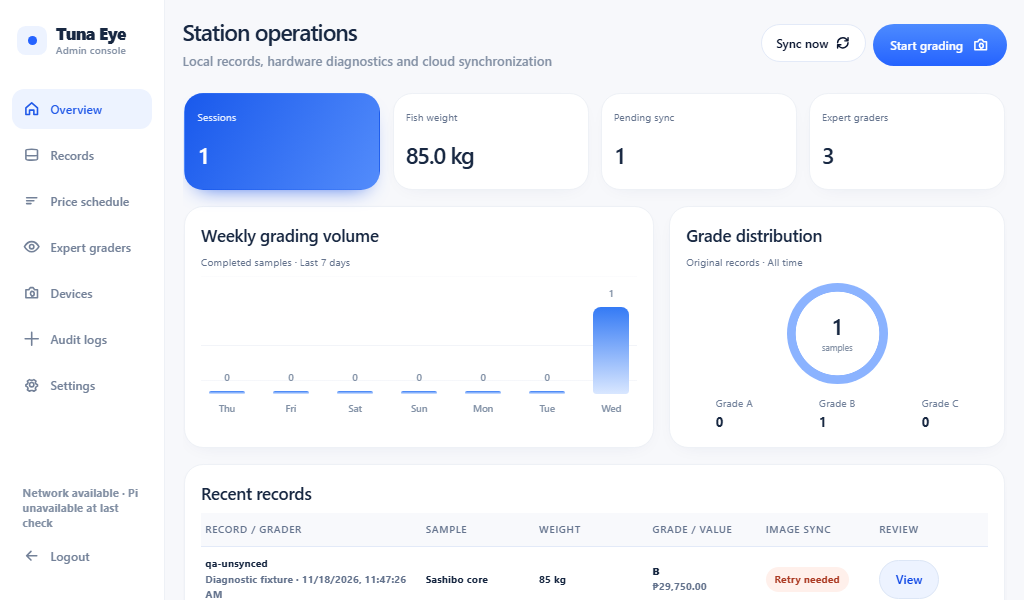 Tuna Eye
Admin console
Overview
Records
Price schedule
Expert graders
Devices
Audit logs
Settings
Network available · Pi
unavailable at last
check
Logout
Station operations
Local records, hardware diagnostics and cloud synchronization
Sync now
Start grading
Sessions
1
Fish weight
85.0 kg
Pending sync
1
Expert graders
3
Weekly grading volume
Completed samples · Last 7 days
0 0 0 0 0 0 1
Thu Fri Sat Sun Mon Tue Wed
Grade distribution
Original records · All time
1
samples
Grade A Grade B Grade C
0 1 0
Recent records
RECORD / GRADER SAMPLE WEIGHT GRADE / VALUE IMAGE SYNC REVIEW
qa-unsynced
Diagnostic fixture · 11/18/2026, 11:47:26
AM
Sashibo core
85 kg
B
₱29,750.00
Retry needed
View